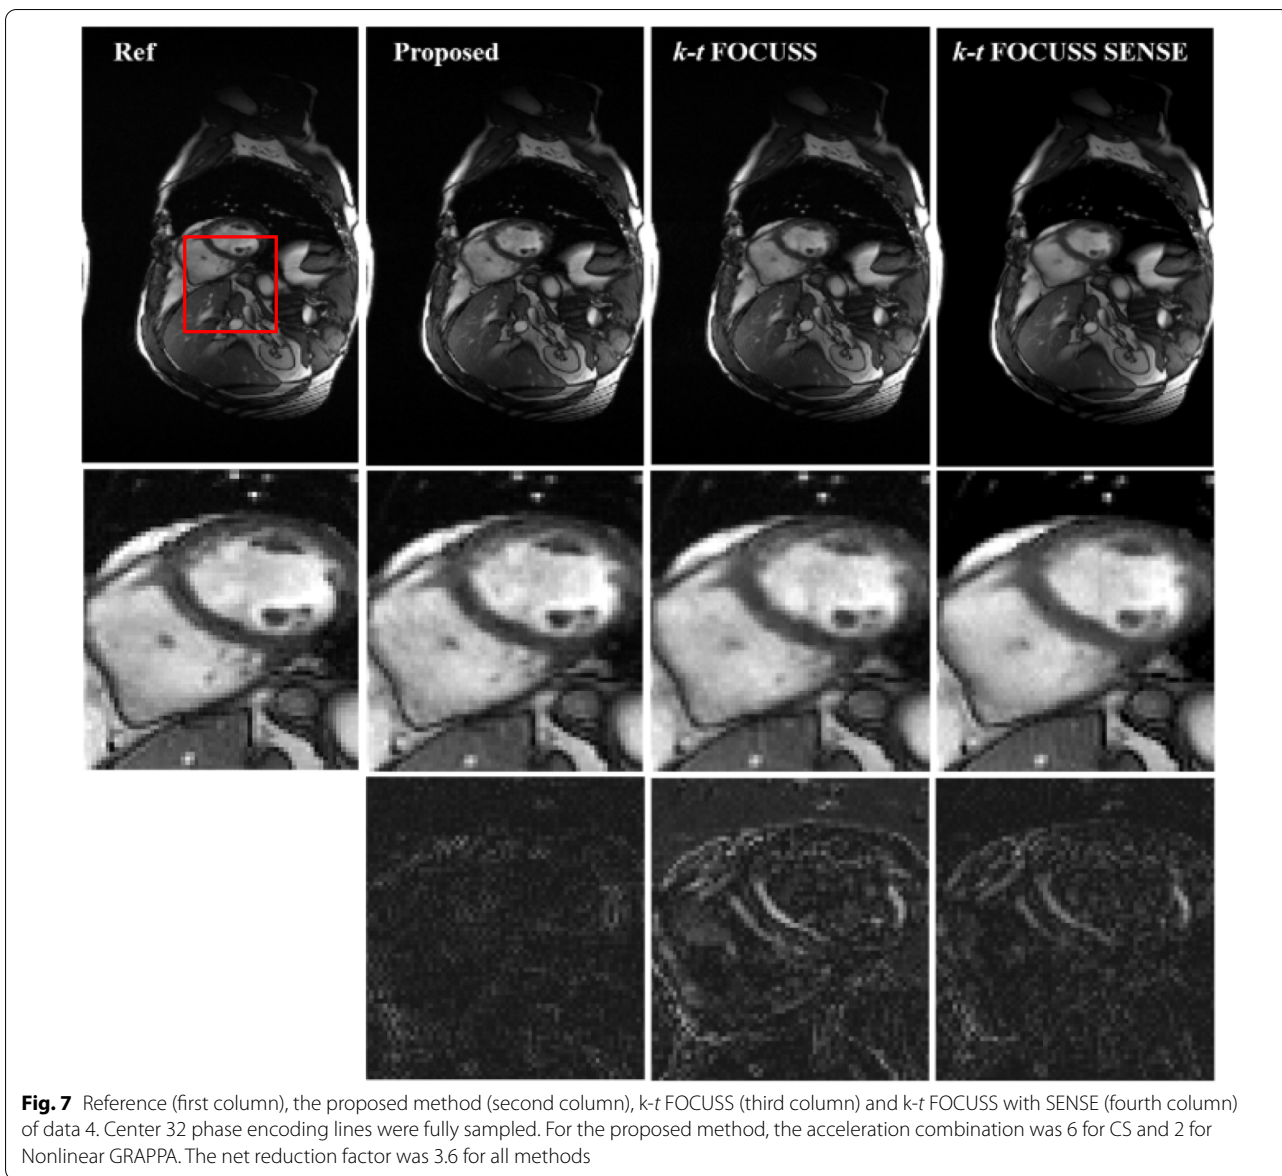 Ref
Proposed
k-t FOCUSS
k-t FOCUSS SENSE
Fig. 7 Reference (first column), the proposed method (second column), k-t FOCUSS (third column) and k-t FOCUSS with SENSE (fourth column)
of data 4. Center 32 phase encoding lines were fully sampled. For the proposed method, the acceleration combination was 6 for CS and 2 for
Nonlinear GRAPPA. The net reduction factor was 3.6 for all methods